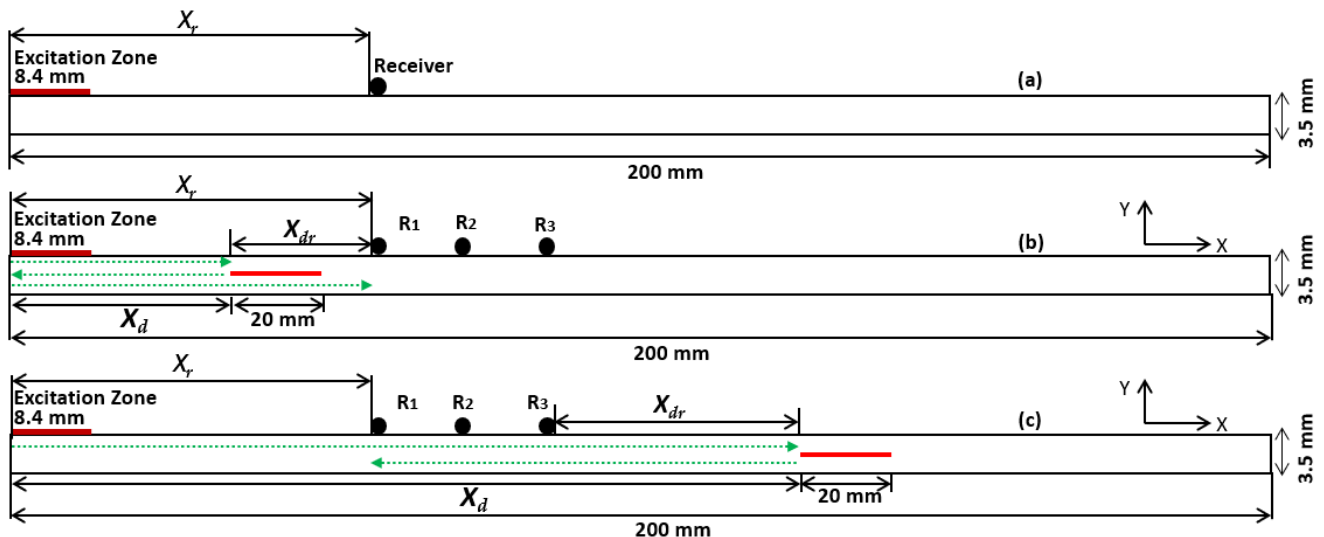 Xr
Excitation Zone
8.4 mm
Receiver
(a)
3.5 mm
200 mm
Xr
Excitation Zone
8.4 mm
Xdr
R1 R2 R3
(b)
Y
X
3.5 mm
Xd
20 mm
200 mm
Xr
Excitation Zone
8.4 mm
R1 R2 R3
Xdr
(c)
Y
X
3.5 mm
Xd
20 mm
200 mm